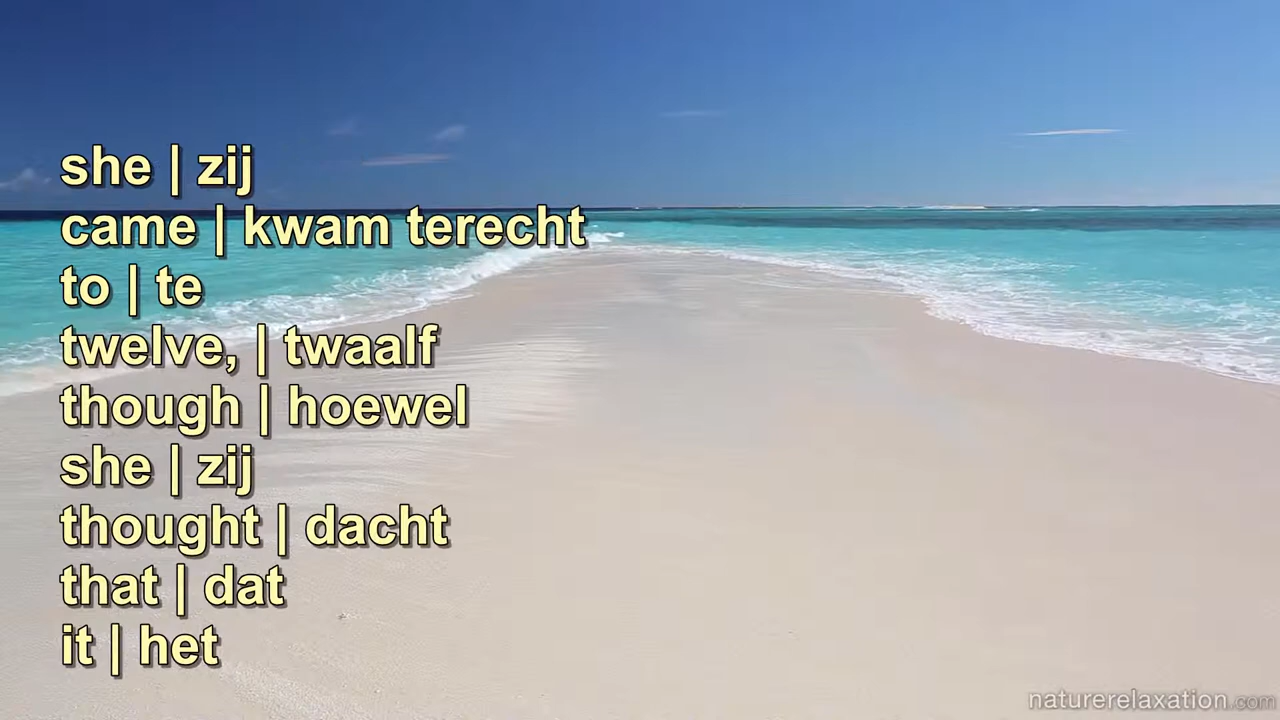 she | zij
came | kwam terecht
to | te
twelve, | twaalf
though | hoewel
she | zij
thought | dacht
that | dat
it | het
naturerelaxation.com